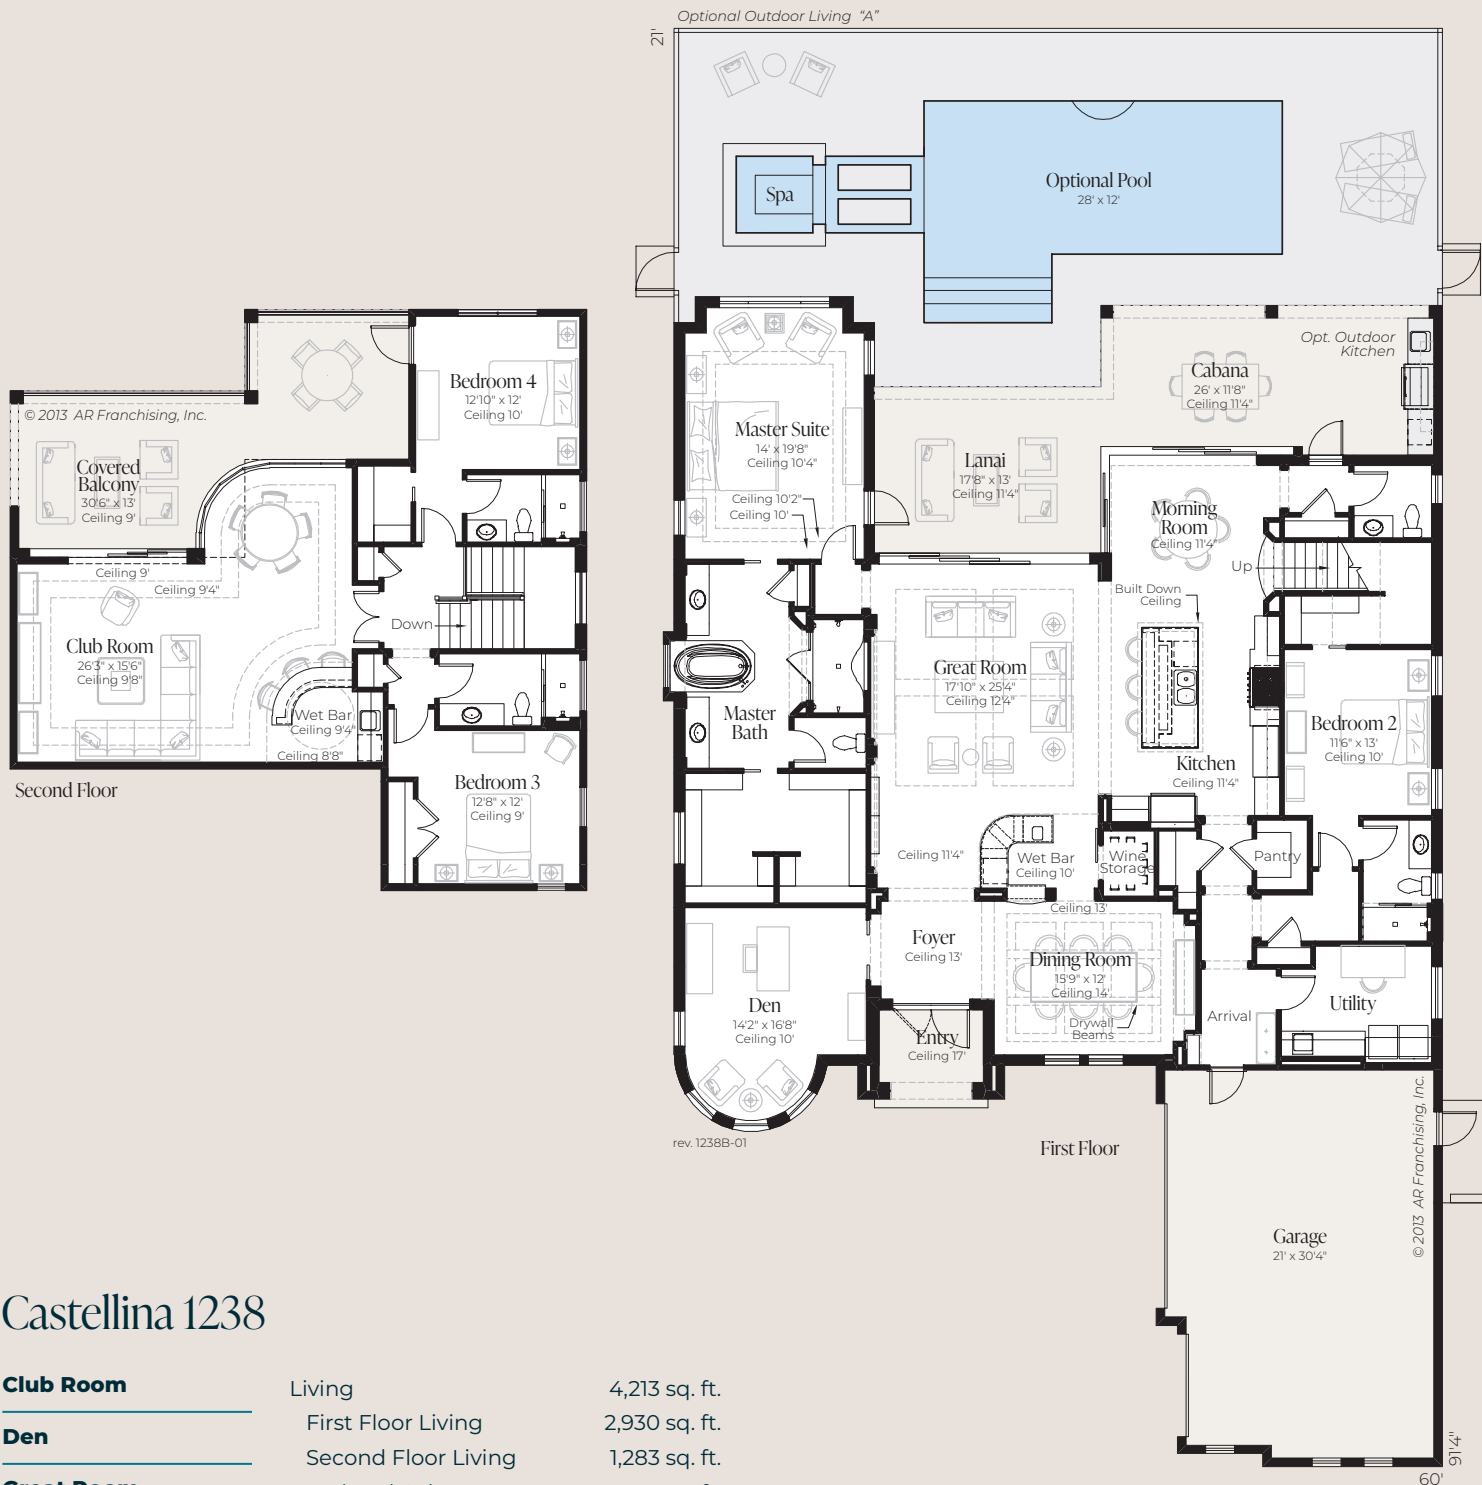 Optional Outdoor Living "A"
21'
Spa
Optional Pool
28' x 12'
Opt. Outdoor
Kitchen
Cabana
26' x 11'8"
Ceiling 11'4"
Master Suite
14' x 19'8"
Ceiling 10'4"
Ceiling 10'2"
Ceiling 10'
Lanai
17'8" x 13'
Ceiling 11'4"
Morning
Room
Ceiling 11'4"
Up
Built Down
Ceiling
Great Room
17'10" x 25'4"
Ceiling 12'4"
Master
Bath
Bedroom 2
11'6" x 13'
Ceiling 10'
Kitchen
Ceiling 11'4"
Ceiling 11'4"
Wet Bar
Ceiling 10'
Wine
Storage
Pantry
Ceiling 13'
Foyer
Ceiling 13'
Dining Room
15'9" x 12'
Ceiling 14'
Drywall
Beams
Den
14'2" x 16'8"
Ceiling 10'
Entry
Ceiling 17'
Arrival
Utility
rev. 1238B-01
First Floor
© 2013 AR Franchising, Inc.
Garage
21' x 30'4"
91'4"
60'
Bedroom 4
12'10" x 12'
Ceiling 10'
© 2013 AR Franchising, Inc.
Covered
Balcony
30'6" x 13'
Ceiling 9'
Ceiling 9'
Ceiling 9'4"
Down
Club Room
26'3" x 15'6"
Ceiling 9'8"
Wet Bar
Ceiling 9'4"
Ceiling 8'8"
Bedroom 3
12'8" x 12'
Ceiling 9'
Second Floor
Castellina 1238
Club Room
Den
Living 4,213 sq. ft.
First Floor Living 2,930 sq. ft.
Second Floor Living 1,283 sq. ft.